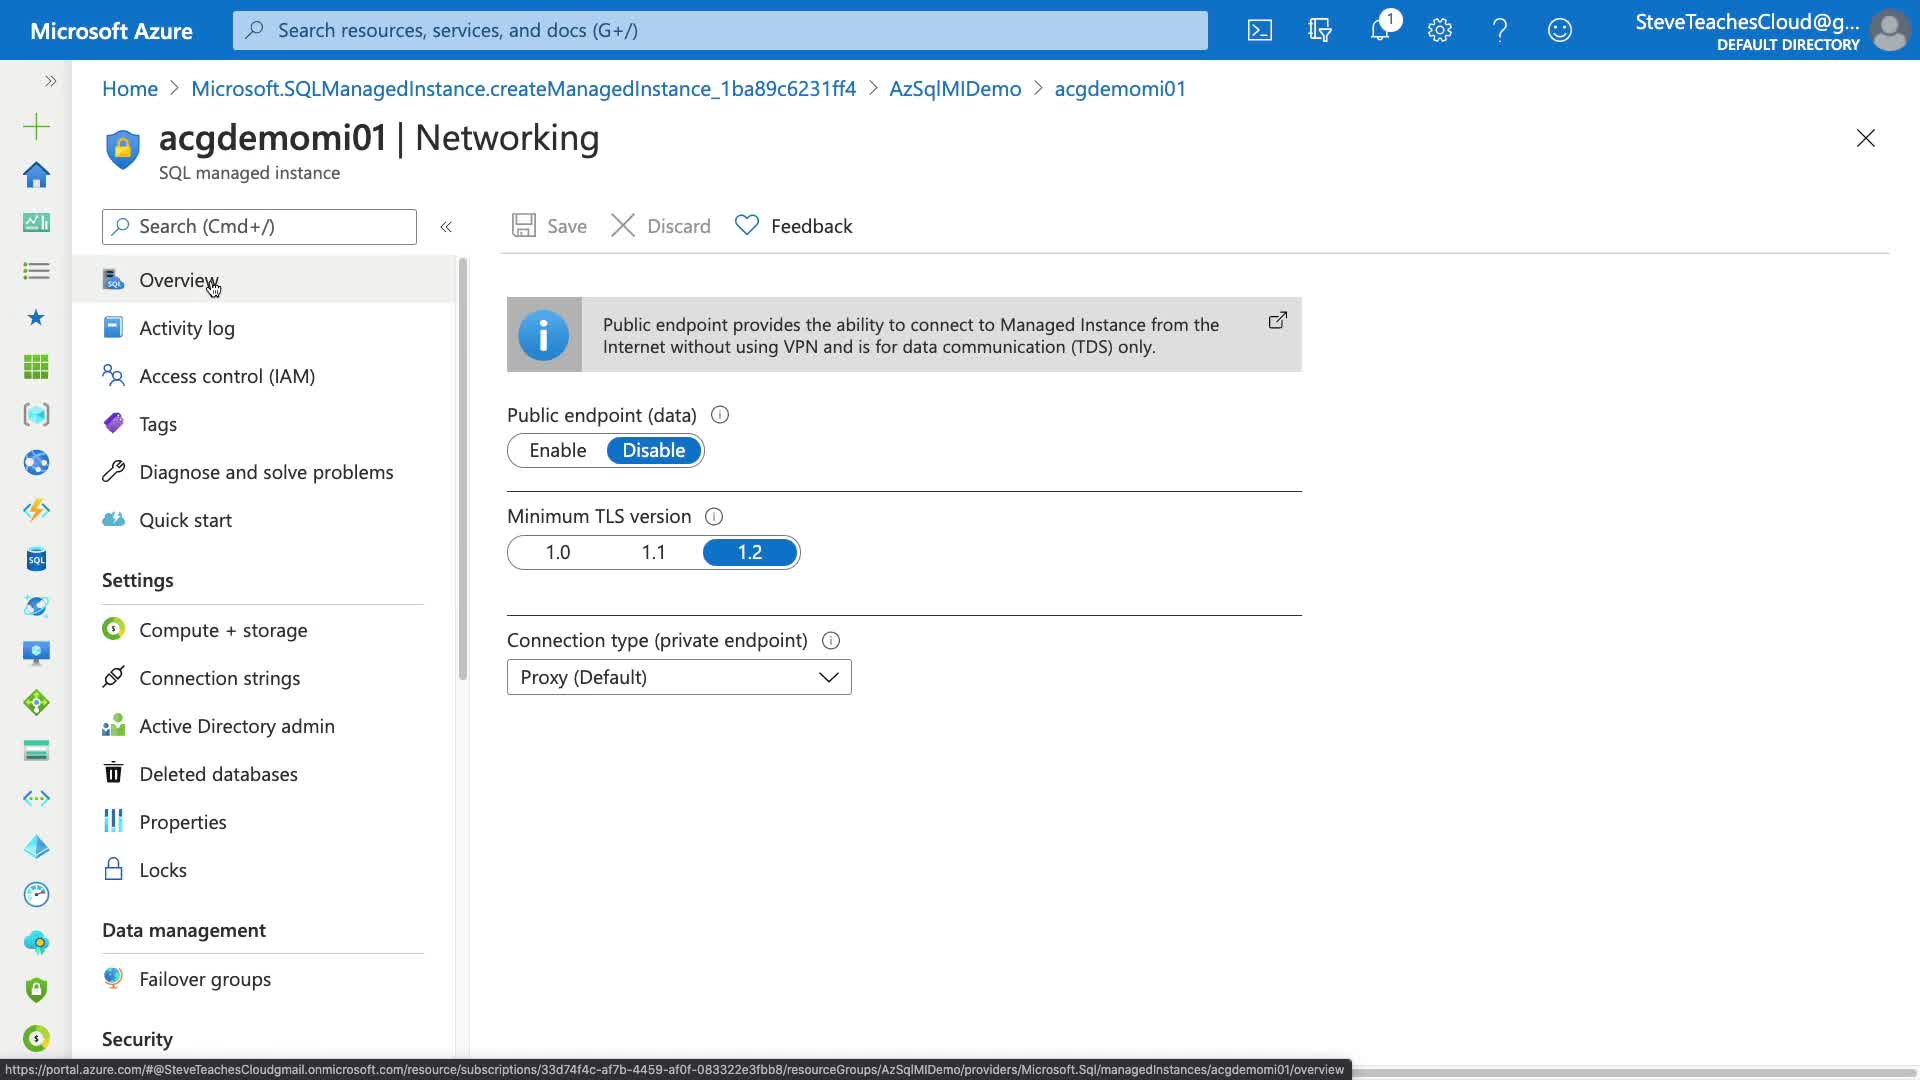 Microsoft Azure
Search resources, services, and docs (G+/)
1
SteveTeachesCloud@g...
DEFAULT DIRECTORY
Home > Microsoft.SQLManagedInstance.createManagedInstance_1ba89c6231ff4 > AzSqlMIDemo > acgdemomi01
acgdemomi01 | Networking
SQL managed instance
Search (Cmd+/)
Save
Discard
Feedback
Overview
Activity log
Access control (IAM)
Tags
Diagnose and solve problems
Quick start
Settings
Compute + storage
Connection strings
Active Directory admin
Deleted databases
Properties
Locks
Data management
Failover groups
Security
Public endpoint provides the ability to connect to Managed Instance from the
Internet without using VPN and is for data communication (TDS) only.
Public endpoint (data)
Enable Disable
Minimum TLS version
1.0 1.1 1.2
Connection type (private endpoint)
Proxy (Default)
https://portal.azure.com/#@SteveTeachesCloudgmail.onmicrosoft.com/resource/subscriptions/33d74f4c-af7b-4459-af0f-083322e3fbb8/resourceGroups/AzSqlMIDemo/providers/Microsoft.Sql/managedInstances/acgdemomi01/overview